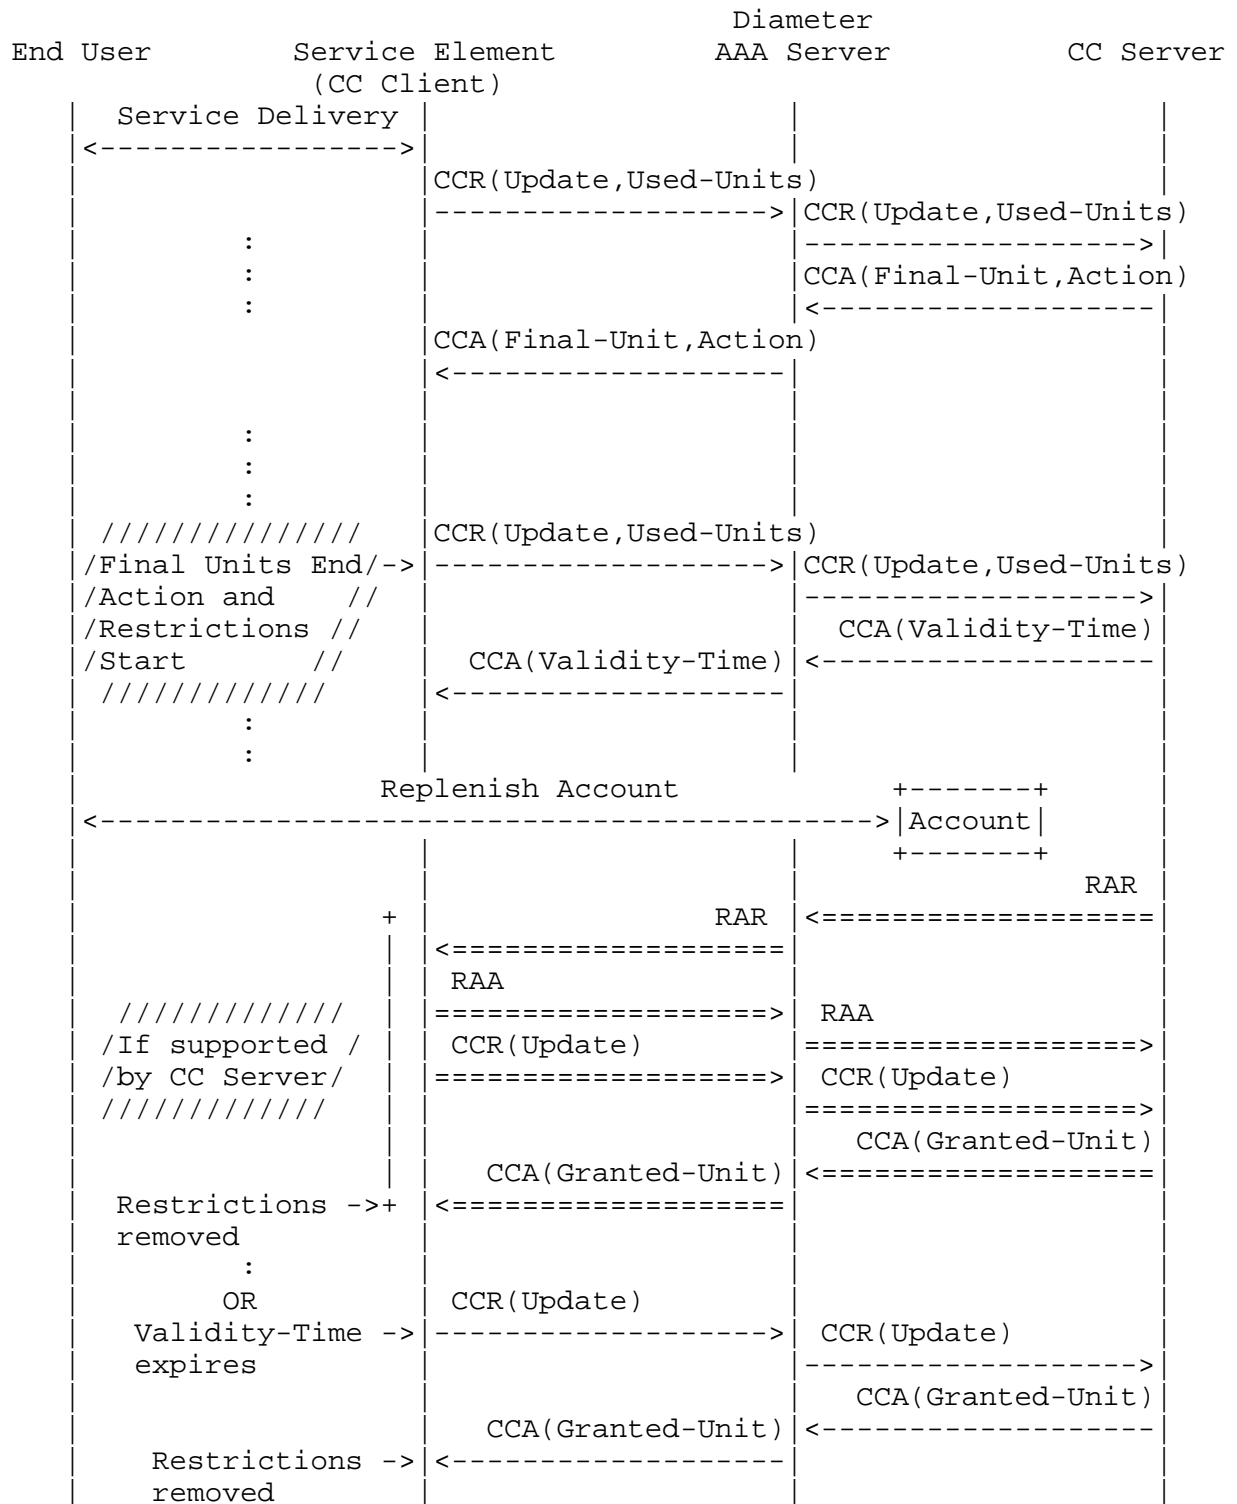 Diameter
End User Service Element AAA Server CC Server
(CC Client)
Service Delivery
CCR(Update,Used-Units)
CCR(Update,Used-Units)
CCA(Final-Unit,Action)
CCA(Final-Unit,Action)
CCR(Update,Used-Units)
Final Units End CCR(Update,Used-Units)
Action and
Restrictions CCA(Validity-Time)
Start CCA(Validity-Time)
Replenish Account
Account
RAR
RAR
RAA
RAA
If supported CCR(Update)
by CC Server CCR(Update)
CCA(Granted-Unit)
CCA(Granted-Unit)
Restrictions
removed
OR CCR(Update)
Validity-Time CCR(Update)
expires
CCA(Granted-Unit)
CCA(Granted-Unit)
Restrictions
removed